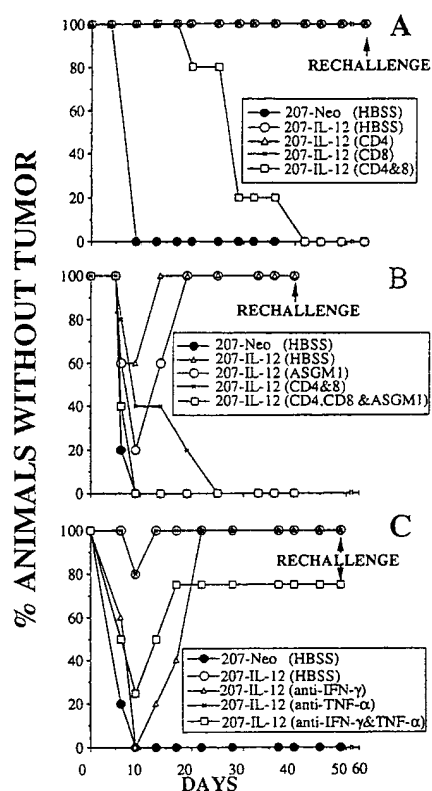 % ANIMALS WITHOUT TUMOR
A
100
80
60
40
20
0
RECHALLENGE
207-Neo (HBSS)
207-IL-12 (HBSS)
207-IL-12 (CD4)
207-IL-12 (CD8)
207-IL-12 (CD4&8)
B
100
80
60
40
20
0
RECHALLENGE
207-Neo (HBSS)
207-IL-12 (HBSS)
207-IL-12 (ASGM1)
207-IL-12 (CD4&8)
207-IL-12 (CD4,CD8 &ASGM1)
C
100
80
60
40
20
0
RECHALLENGE
207-Neo (HBSS)
207-IL-12 (HBSS)
207-IL-12 (anti-IFN-γ)
207-IL-12 (anti-TNF-α)
207-IL-12 (anti-IFN-γ&TNF-α)
0 10 20 30 40 50 60
DAYS